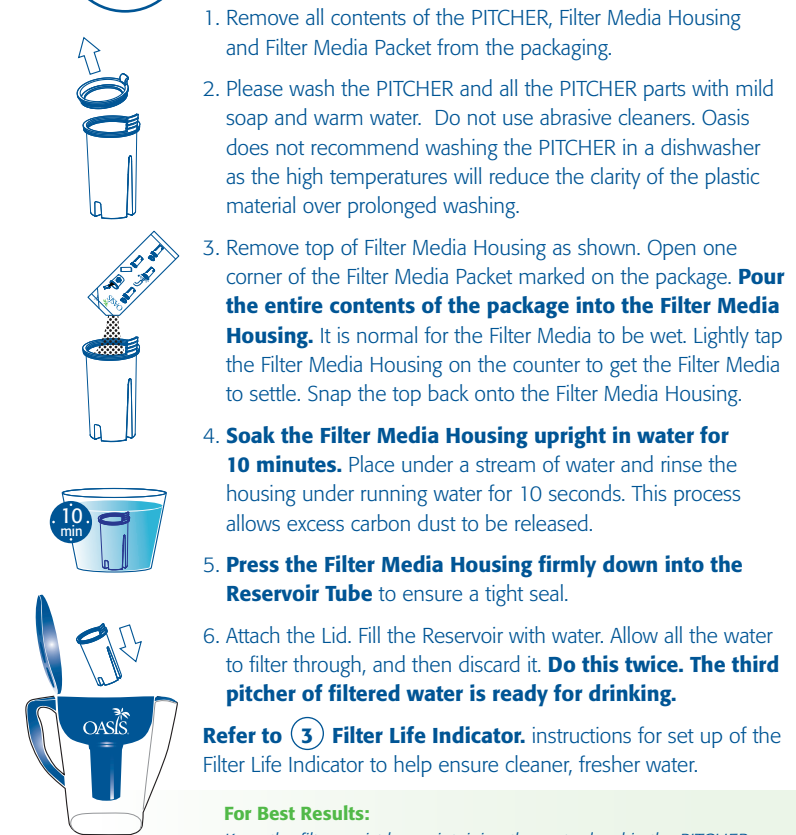 1. Remove all contents of the PITCHER, Filter Media Housing
and Filter Media Packet from the packaging.
2. Please wash the PITCHER and all the PITCHER parts with mild
soap and warm water. Do not use abrasive cleaners. Oasis
does not recommend washing the PITCHER in a dishwasher
as the high temperatures will reduce the clarity of the plastic
material over prolonged washing.
3. Remove top of Filter Media Housing as shown. Open one
corner of the Filter Media Packet marked on the package. Pour
the entire contents of the package into the Filter Media
Housing. It is normal for the Filter Media to be wet. Lightly tap
the Filter Media Housing on the counter to get the Filter Media
to settle. Snap the top back onto the Filter Media Housing.
OASIS
4. Soak the Filter Media Housing upright in water for
10 minutes. Place under a stream of water and rinse the
housing under running water for 10 seconds. This process
allows excess carbon dust to be released.
10
min
5. Press the Filter Media Housing firmly down into the
Reservoir Tube to ensure a tight seal.
6. Attach the Lid. Fill the Reservoir with water. Allow all the water
to filter through, and then discard it. Do this twice. The third
pitcher of filtered water is ready for drinking.
OASIS
Refer to 3 Filter Life Indicator. instructions for set up of the
Filter Life Indicator to help ensure cleaner, fresher water.
For Best Results: